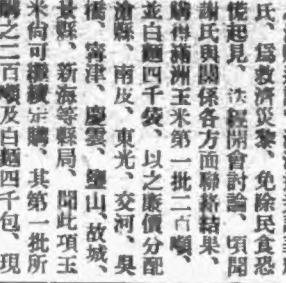 氏、爲救濟災黎、免除民食恐
慌起見、決召開會討論、頃聞
謝氏與關係各方面聯絡結果、
購得滿洲玉米第一批二百噸、
並白麵四千袋、以之廉價分配
滄縣、南皮、東光、交河、吳
橋、甯津、慶雲、鹽山、故城、
縣、新海等縣局、聞此項玉
米尙可繼續定購、其第一批所
購之二百噸及白麵四千包、現